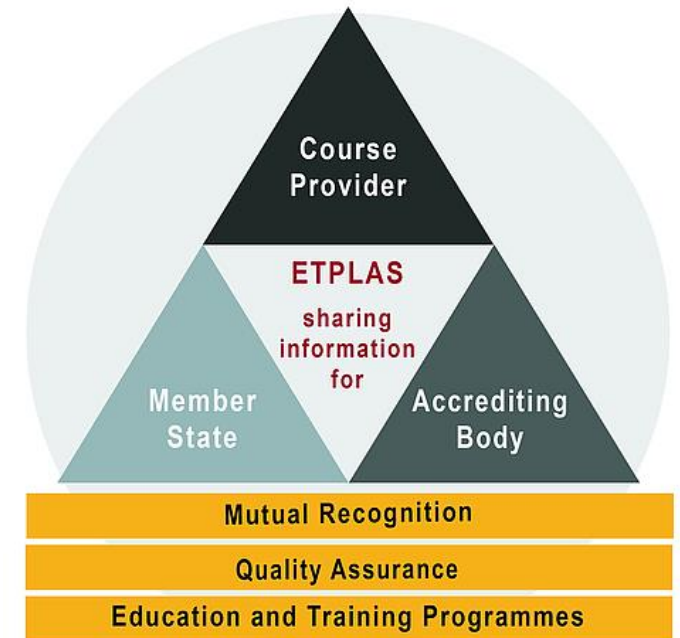 Course
Provider
ETPLAS
sharing
information
for
Member
State
Accrediting
Body
Mutual Recognition
Quality Assurance
Education and Training Programmes